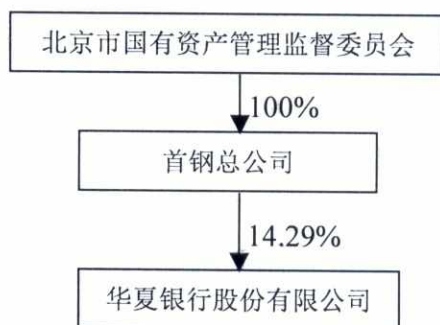 北京市国有资产管理监督委员会
100%
首钢总公司
14.29%
华夏银行股份有限公司